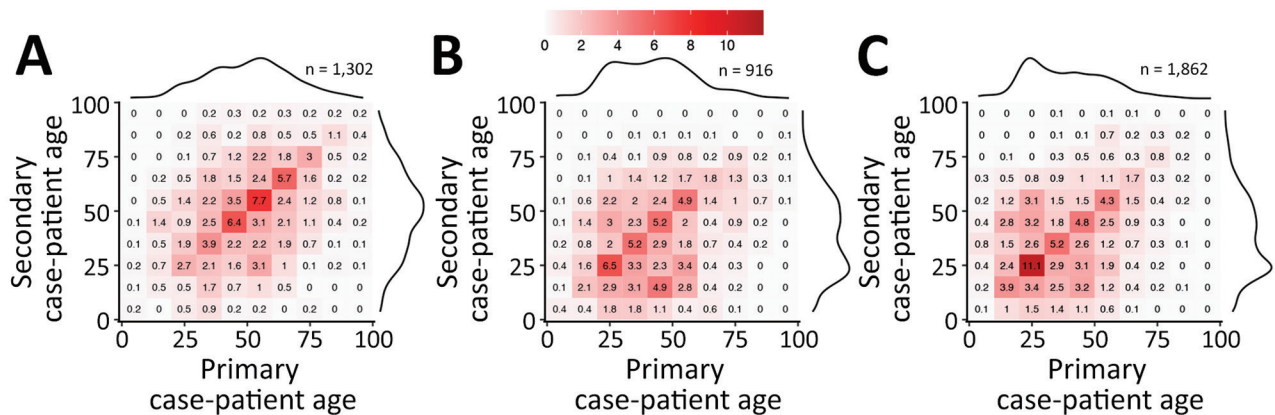 A
n = 1,302
100
75
50
25
0
Secondary
case-patient age
0 0 0 0.2 0.3 0.2 0.3 0.2 0.2 0.2
0 0 0.2 0.6 0.2 0.8 0.5 0.5 1.1 0.4
0 0 0.1 0.7 1.2 2.2 1.8 3 0.5 0.2
0 0 0.4 1.8 1.5 2.4 5.7 1.6 0.2 0.2
0 0.5 1.4 2.2 3.5 7.7 2.4 1.2 0.8 0.2
0.1 1.4 0.9 2.5 6.4 3.1 2.1 1.1 0.4 0
0.1 0.5 1.9 3.9 2.2 2.2 1.9 0.7 0.1 0.1
0.2 0.7 2.7 2.1 1.6 3.1 1 0.1 0.2 0
0.1 0.5 0.5 1.7 0.7 1 0.5 0 0 0.1
0.2 0 0.5 0.9 0.2 0.2 0 0 0.2 0
0 25 50 75 100
Primary
case-patient age
0 2 4 6 8 10
B
n = 916
100
75
50
25
0
Secondary
case-patient age
0 0 0 0 0.1 0.1 0 0 0 0
0 0 0 0 0.1 0.1 0 0.1 0.1 0
0 0.1 0.4 0.1 0.9 0.8 0.2 0.9 0.2 0.1
0 0.1 1 1.4 1.2 1.7 1.8 1.3 0.3 0.1
0.1 0.6 2.2 2 2.4 4.9 1.4 1 0.7 0.1
0.1 1.4 3 2.3 5.2 2 0.9 0.4 0.2 0
0.2 0.8 2 5.2 2.9 1.8 0.7 0.1 0.2 0
0.4 1.6 6.5 3.3 2.3 3.4 0.4 0.3 0 0
0.1 2.1 2.9 3.1 4.9 2.8 0.4 0 0 0
0.4 0.4 1.8 1.8 1.1 0.4 0.6 0.1 0 0
0 25 50 75 100
Primary
case-patient age
C
n = 1,862
100
75
50
25
0
Secondary
case-patient age
0 0 0 0.1 0 0.1 0.1 0 0 0
0 0 0 0 0.1 0.7 0.2 0.3 0.2 0
0 0.1 0 0.3 0.5 0.6 0.3 0.8 0.2 0
0.3 0.5 0.8 0.9 1 1.1 1.7 0.3 0 0
0.2 1.2 3.1 1.5 1.5 4.3 1.5 0.4 0.2 0
0.4 2.8 3.2 1.8 4.8 2.5 0.9 0.3 0 0
0.8 1.5 2.6 5.2 2.6 1.2 0.7 0.3 0.1 0
0.4 2.4 11.1 2.9 3.1 1.9 0.4 0.2 0 0
0.2 3.9 3.4 2.5 3.2 1.2 0.4 0 0 0
0.1 1 1.5 1.4 1.1 0.6 0.1 0 0 0
0 25 50 75 100
Primary
case-patient age